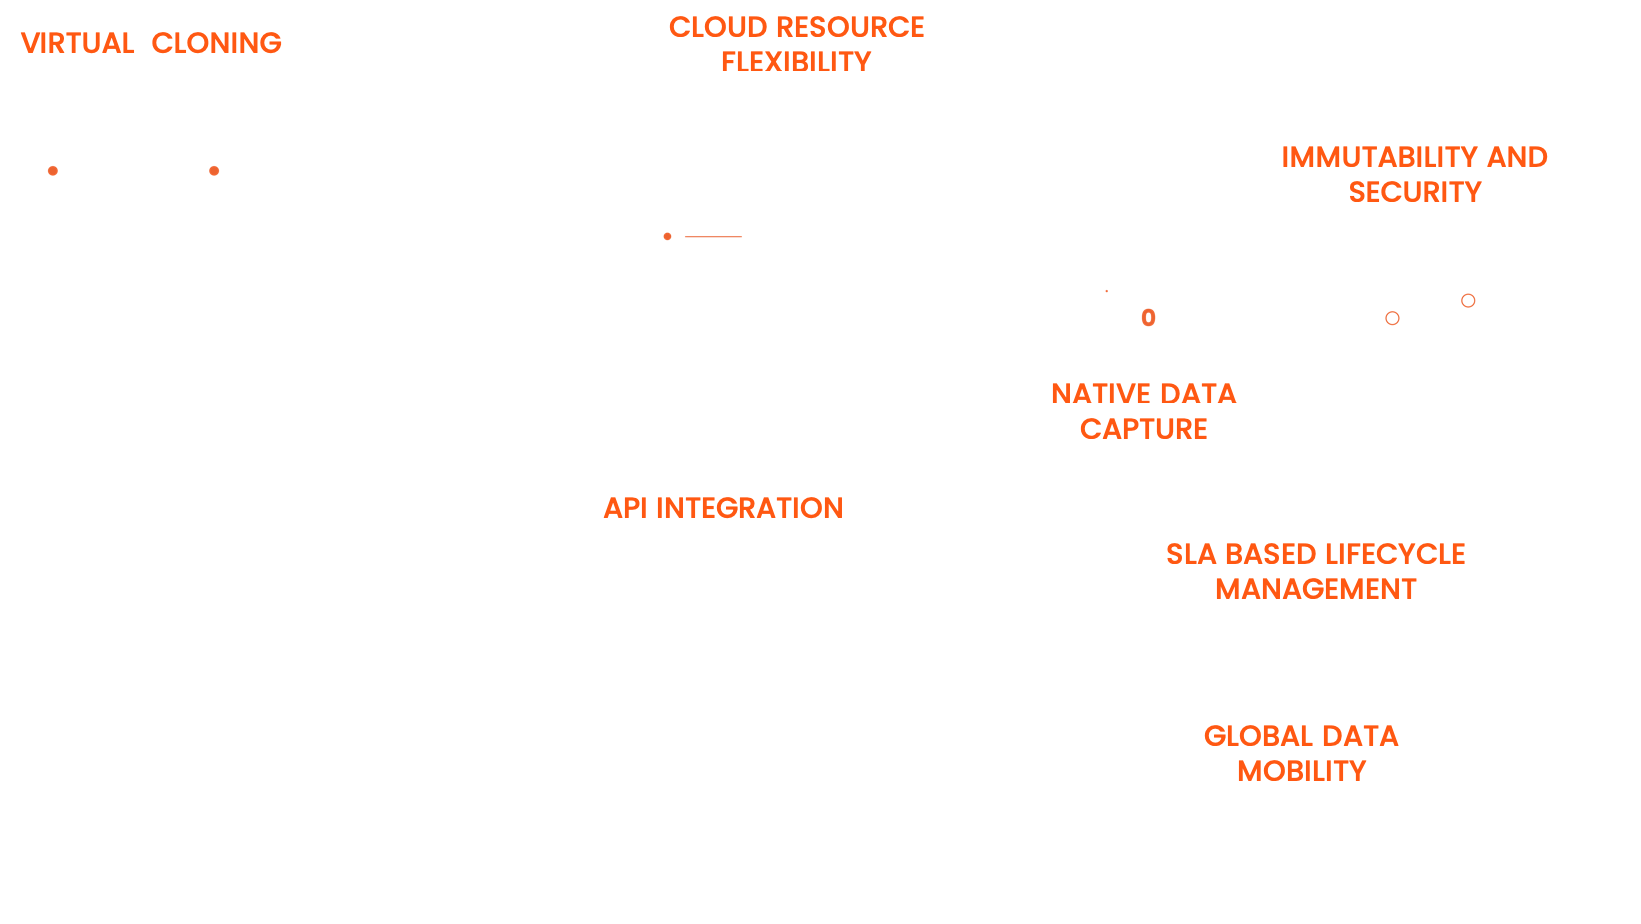 VIRTUAL  CLONING
CLOUD RESOURCE
FLEXIBILITY
IMMUTABILITY AND
SECURITY
0
NATIVE DATA
CAPTURE
API INTEGRATION
SLA BASED LIFECYCLE
MANAGEMENT
GLOBAL DATA
MOBILITY